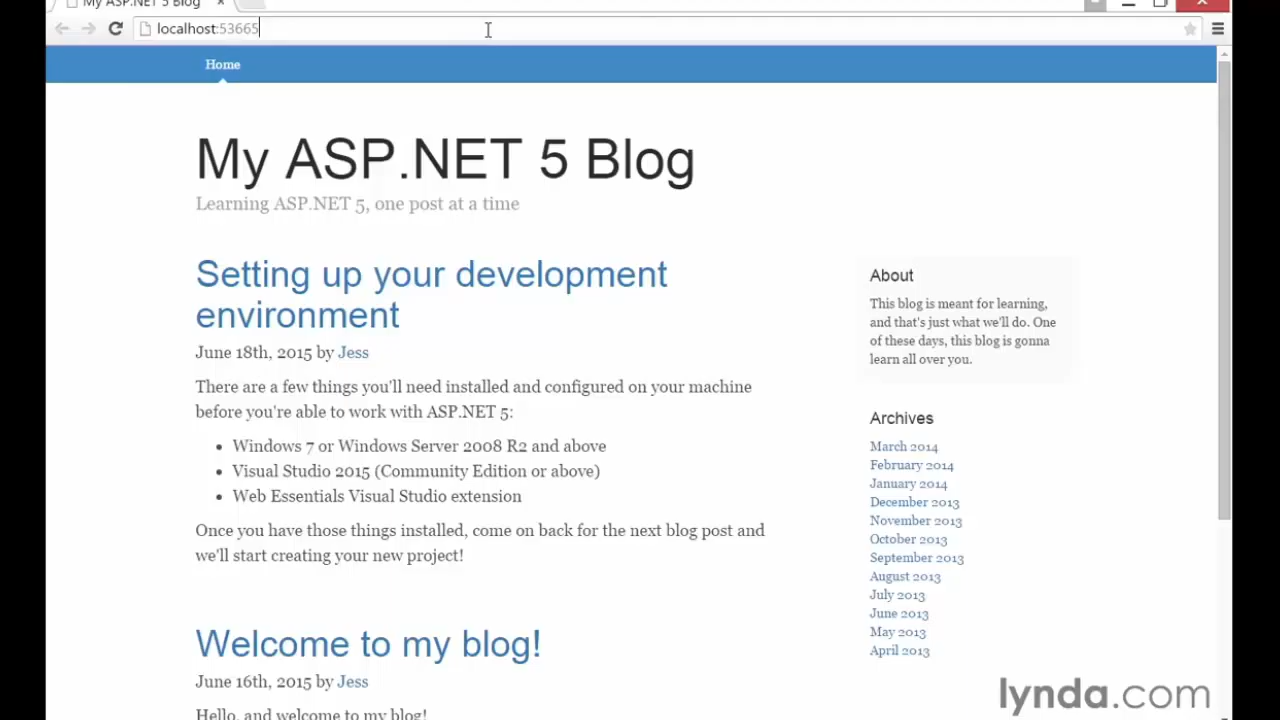 My ASP.NET 5 Blog
localhost:53665
Home
My ASP.NET 5 Blog
Learning ASP.NET 5, one post at a time
Setting up your development
environment
June 18th, 2015 by Jess
There are a few things you'll need installed and configured on your machine
before you're able to work with ASP.NET 5:
• Windows 7 or Windows Server 2008 R2 and above
• Visual Studio 2015 (Community Edition or above)
• Web Essentials Visual Studio extension
Once you have those things installed, come on back for the next blog post and
we'll start creating your new project!
Welcome to my blog!
June 16th, 2015 by Jess
Hello, and welcome to my blog!
About
This blog is meant for learning,
and that's just what we'll do. One
of these days, this blog is gonna
learn all over you.
Archives
March 2014
February 2014
January 2014
December 2013
November 2013
October 2013
September 2013
August 2013
July 2013
June 2013
May 2013
April 2013
lynda.com